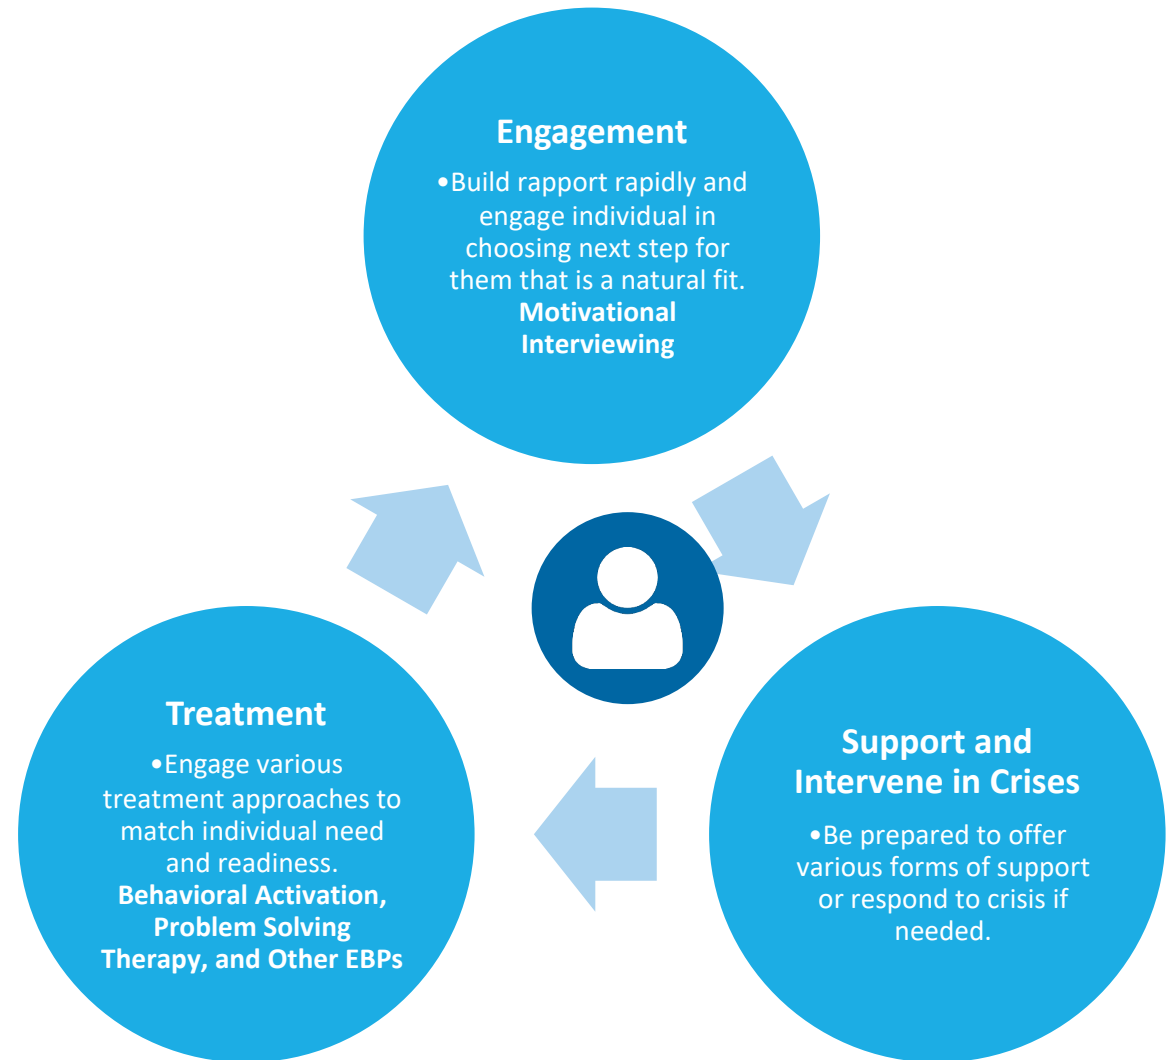 Engagement
•Build rapport rapidly and
engage individual in
choosing next step for
them that is a natural fit.
Motivational
Interviewing
Support and
Intervene in Crises
•Be prepared to offer
various forms of support
or respond to crisis if
needed.
Treatment
•Engage various
treatment approaches to
match individual need
and readiness.
Behavioral Activation,
Problem Solving
Therapy, and Other EBPs